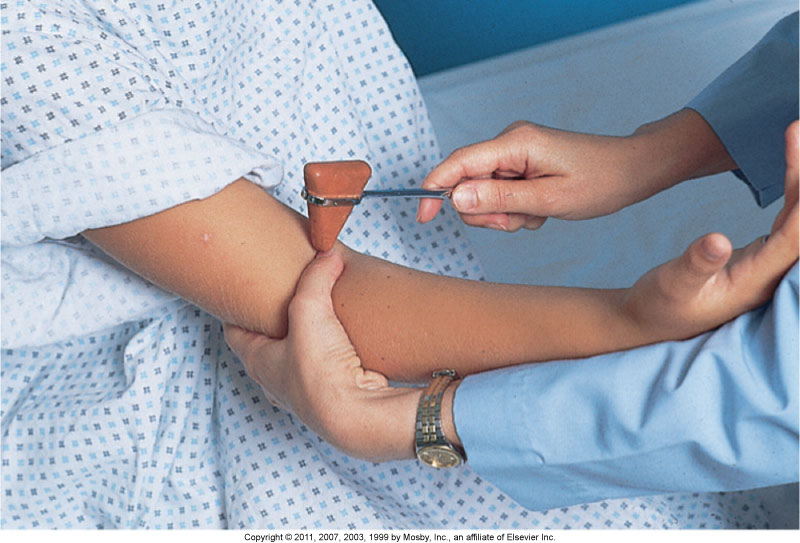 Copyright © 2011, 2007, 2003, 1999 by Mosby, Inc., an affiliate of Elsevier Inc.